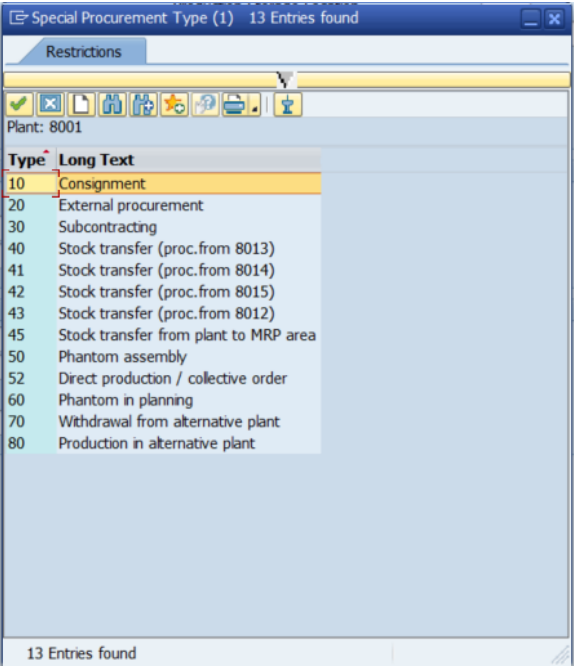 Special Procurement Type (1) 13 Entries found
Restrictions
Plant: 8001
Type Long Text
10 Consignment
20 External procurement
30 Subcontracting
40 Stock transfer (proc.from 8013)
41 Stock transfer (proc.from 8014)
42 Stock transfer (proc.from 8015)
43 Stock transfer (proc.from 8012)
45 Stock transfer from plant to MRP area
50 Phantom assembly
52 Direct production / collective order
60 Phantom in planning
70 Withdrawal from alternative plant
80 Production in alternative plant
13 Entries found